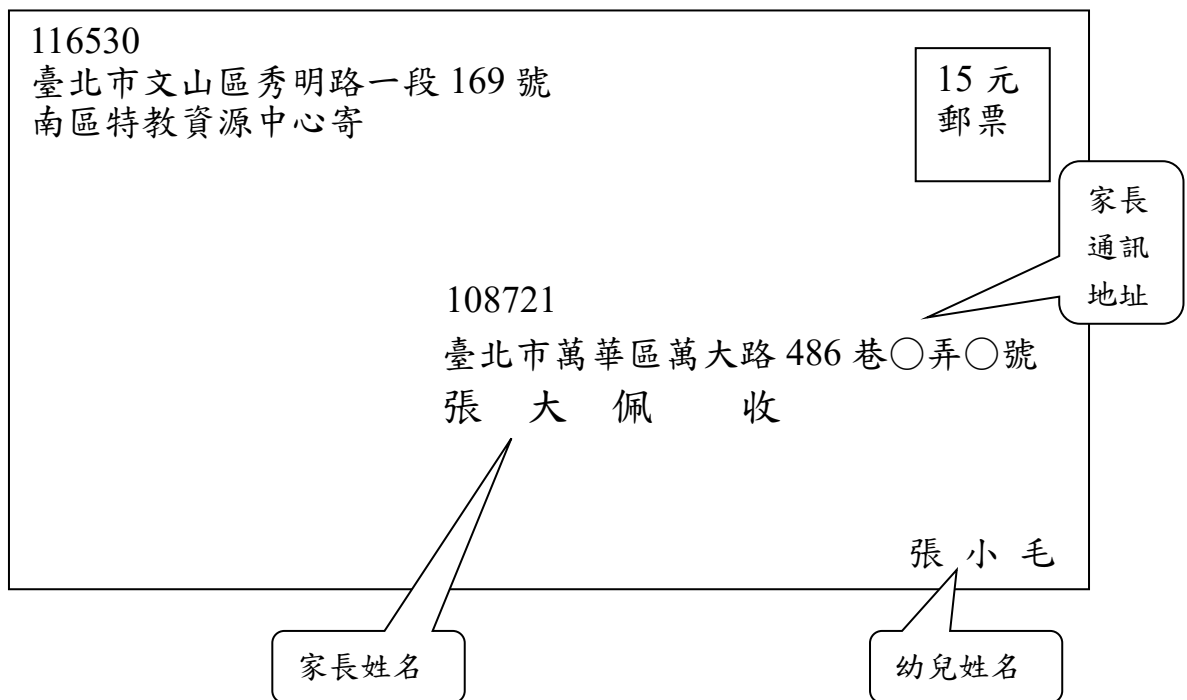 116530
臺北市文山區秀明路一段 169 號
南區特教資源中心寄
15 元
郵票
家長
通訊
地址
108721
臺北市萬華區萬大路 486 巷○弄○號
張 大 佩 收
張 小 毛
家長姓名
幼兒姓名